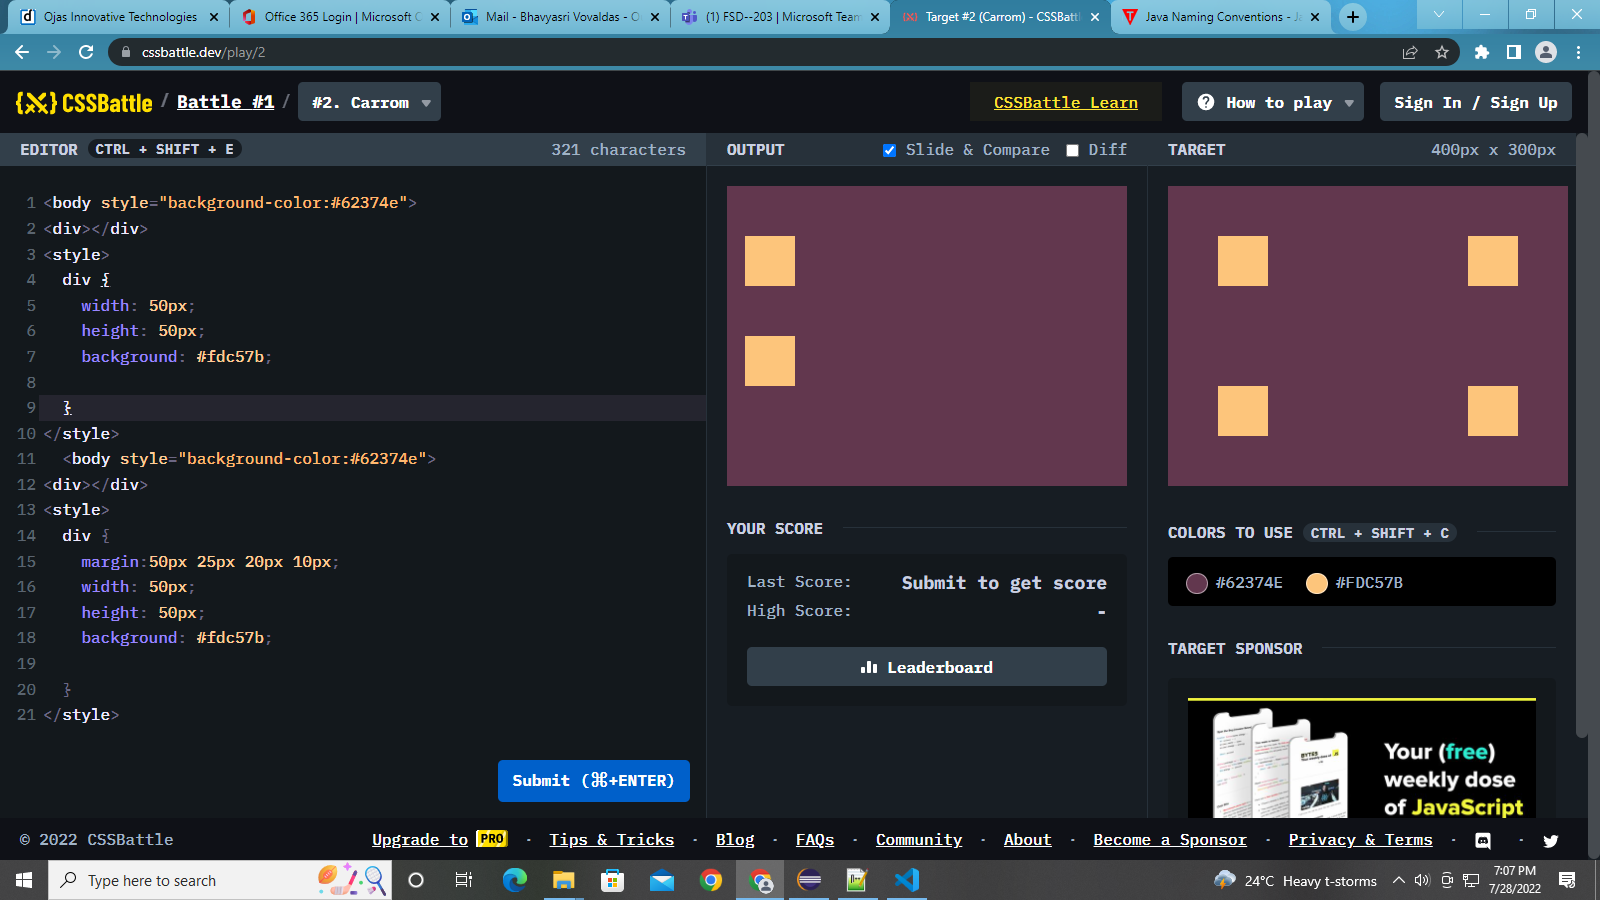 Ojas Innovative Technologies
Office 365 Login | Microsoft O
Mail - Bhavyasri Vovaldas - O
(1) FSD--203 | Microsoft Team
Target #2 (Carrom) - CSSBattl
Java Naming Conventions - Ja
cssbattle.dev/play/2
CSSBattle / Battle #1 / #2. Carrom
CSSBattle Learn
How to play
Sign In / Sign Up
EDITOR CTRL + SHIFT + E 321 characters
1 <body style="background-color:#62374e">
2 <div></div>
3 <style>
4 div {
5 width: 50px;
6 height: 50px;
7 background: #fdc57b;
8
9 }
10 </style>
11 <body style="background-color:#62374e">
12 <div></div>
13 <style>
14 div {
15 margin:50px 25px 20px 10px;
16 width: 50px;
17 height: 50px;
18 background: #fdc57b;
19
20 }
21 </style>
Submit (⌘+ENTER)
OUTPUT Slide & Compare Diff
YOUR SCORE
Last Score: Submit to get score
High Score: -
Leaderboard
TARGET 400px x 300px
COLORS TO USE CTRL + SHIFT + C
#62374E #FDC57B
TARGET SPONSOR
Your (free)
weekly dose
of JavaScript
© 2022 CSSBattle
Upgrade to PRO · Tips & Tricks · Blog · FAQs · Community · About · Become a Sponsor · Privacy & Terms
Type here to search
24°C Heavy t-storms
7:07 PM
7/28/2022